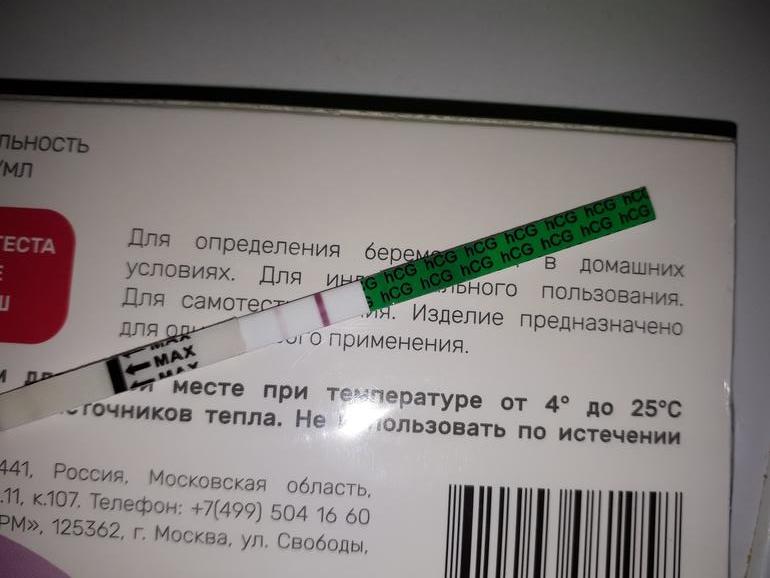 ЛЬНОСТЬ
/МЛ
ТЕСТА
Е
Ш
Для определения берем в домашних
условиях. Для ин льного пользования.
Для самотест ия. Изделие предназначено
для од ого применения.
hCG hCG hCG hCG hCG hCG hCG
hCG hCG hCG hCG hCG hCG hCG
MAX
MAX
MAX
месте при температуре от 4° до 25°C
сточников тепла. Не использовать по истечении
441, Россия, Московская область,
.11, к.107. Телефон: +7(499) 504 16 60
РМ», 125362, г. Москва, ул. Свободы,